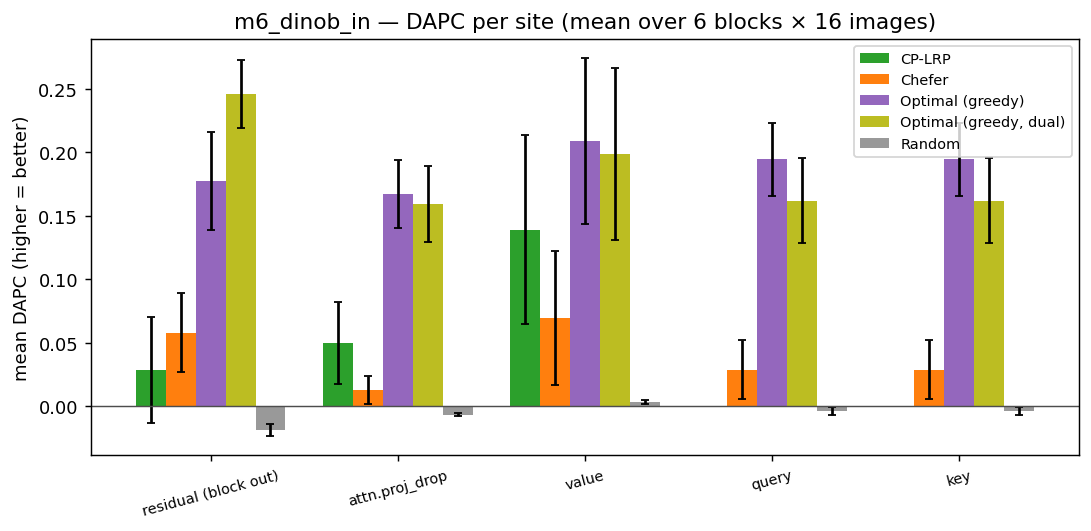 m6_dinob_in — DAPC per site (mean over 6 blocks × 16 images)
mean DAPC (higher = better)
0.25
0.20
0.15
0.10
0.05
0.00
CP-LRP
Chefer
Optimal (greedy)
Optimal (greedy, dual)
Random
residual (block out)
attn.proj_drop
value
query
key